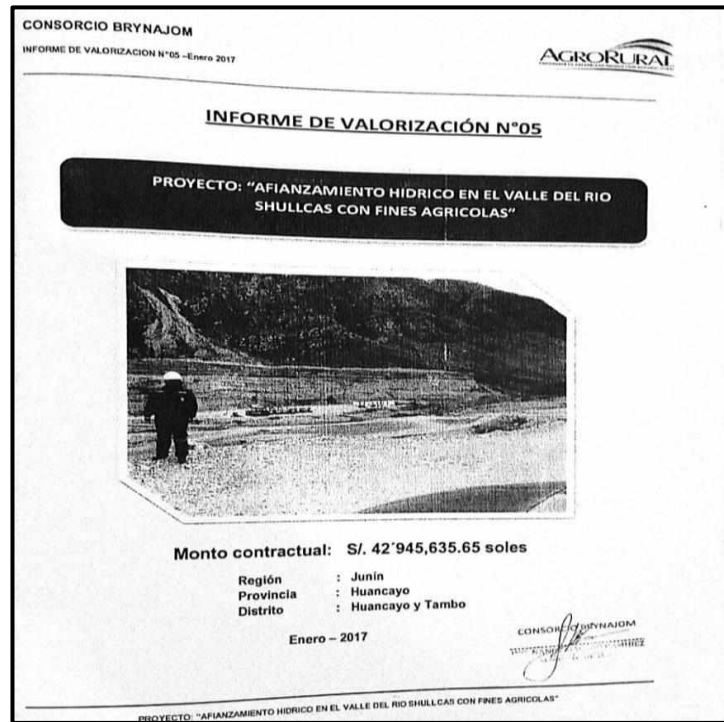 CONSORCIO BRYNAJOM
INFORME DE VALORIZACION N°05 –Enero 2017
AGRORURAL
INFORME DE VALORIZACIÓN N°05
PROYECTO: "AFIANZAMIENTO HIDRICO EN EL VALLE DEL RIO
SHULLCAS CON FINES AGRICOLAS"
Monto contractual: S/. 42´945,635.65 soles
Región : Junín
Provincia : Huancayo
Distrito : Huancayo y Tambo
Enero – 2017
CONSORCIO BRYNAJOM
PROYECTO: "AFIANZAMIENTO HIDRICO EN EL VALLE DEL RIO SHULLCAS CON FINES AGRICOLAS"